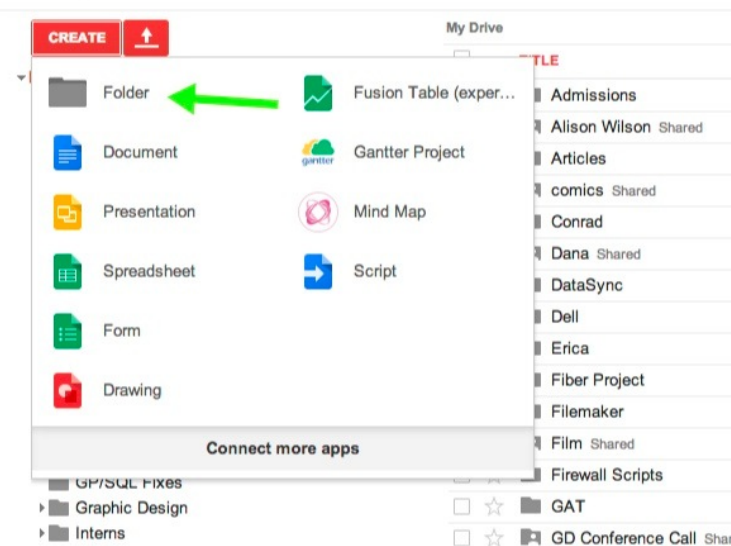 CREATE
My Drive
TITLE
Folder
Fusion Table (exper...
Document
gantter
Gantter Project
Presentation
Mind Map
Spreadsheet
Script
Form
Drawing
Connect more apps
GP/SQL Fixes
Graphic Design
Interns
Admissions
Alison Wilson Shared
Articles
comics Shared
Conrad
Dana Shared
DataSync
Dell
Erica
Fiber Project
Filemaker
Film Shared
Firewall Scripts
GAT
GD Conference Call Shar